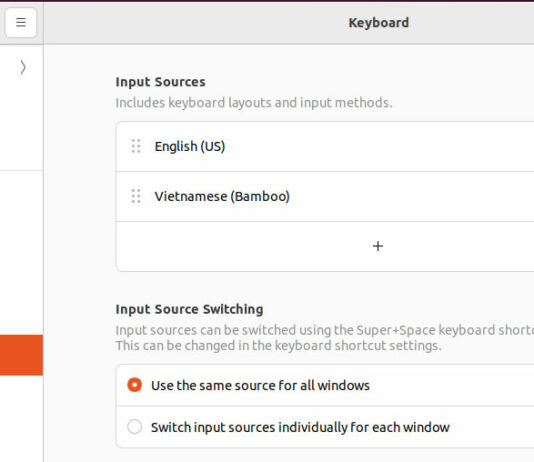 Keyboard
Input Sources
Includes keyboard layouts and input methods.
English (US)
Vietnamese (Bamboo)
Input Source Switching
Input sources can be switched using the Super+Space keyboard
This can be changed in the keyboard shortcut settings.
Use the same source for all windows
Switch input sources individually for each window